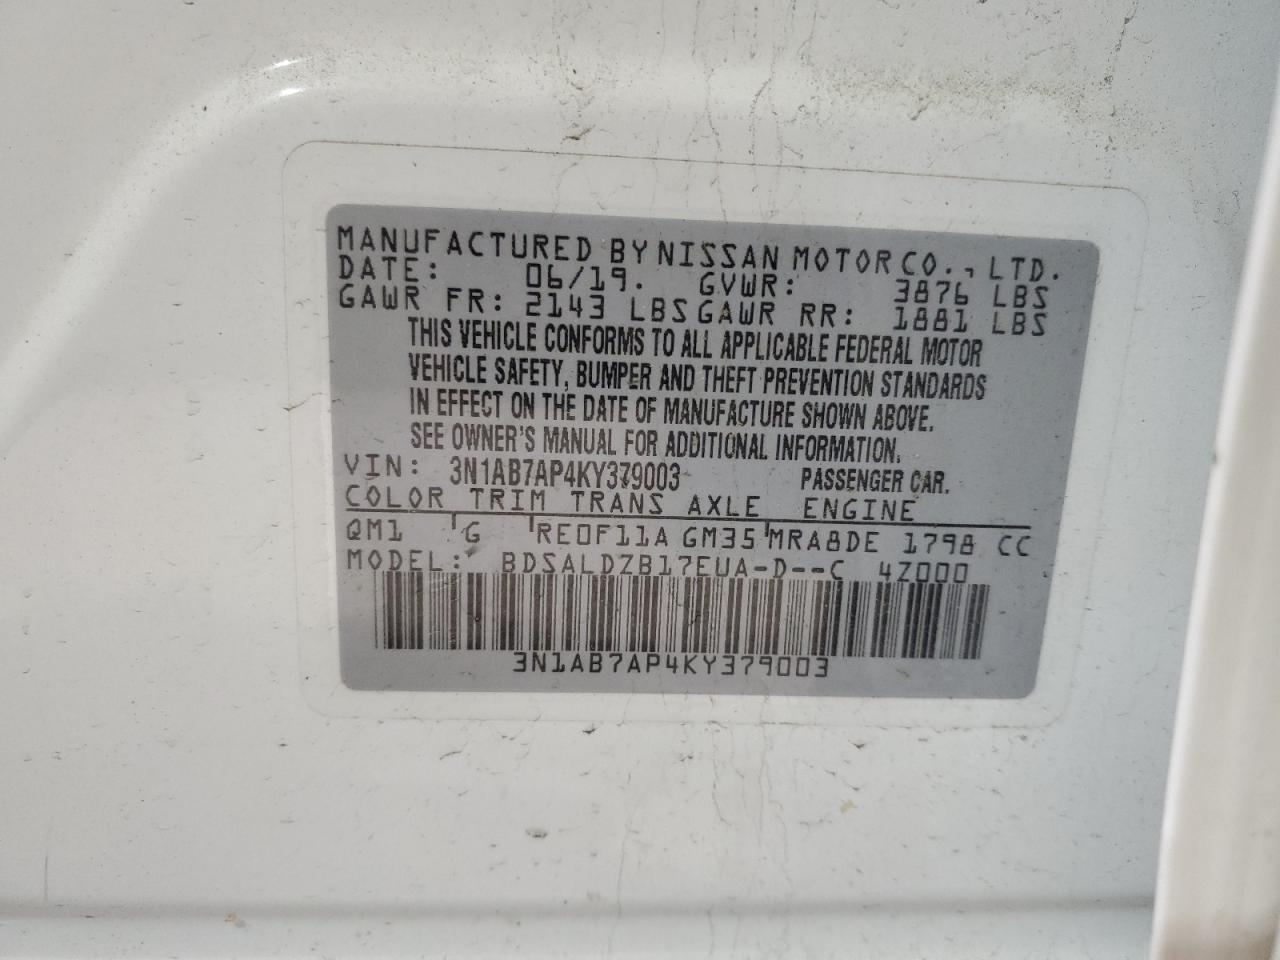 MANUFACTURED BY NISSAN MOTOR CO., LTD.
DATE: 06/19. GVWR: 3876 LBS
GAWR FR: 2143 LBS GAWR RR: 1881 LBS
THIS VEHICLE CONFORMS TO ALL APPLICABLE FEDERAL MOTOR
VEHICLE SAFETY, BUMPER AND THEFT PREVENTION STANDARDS
IN EFFECT ON THE DATE OF MANUFACTURE SHOWN ABOVE.
SEE OWNER'S MANUAL FOR ADDITIONAL INFORMATION.
VIN: 3N1AB7AP4KY379003 PASSENGER CAR.
COLOR TRIM TRANS AXLE ENGINE
QM1 G RE0F11A GM35 MRA8DE 1798 CC
MODEL: BDSALDZB17EUA-D--C 4Z000
3N1AB7AP4KY379003